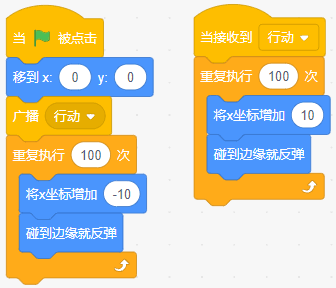 当 被点击
移到 x: 0 y: 0
广播 行动
重复执行 100 次
将x坐标增加 -10
碰到边缘就反弹
当接收到 行动
重复执行 100 次
将x坐标增加 10
碰到边缘就反弹